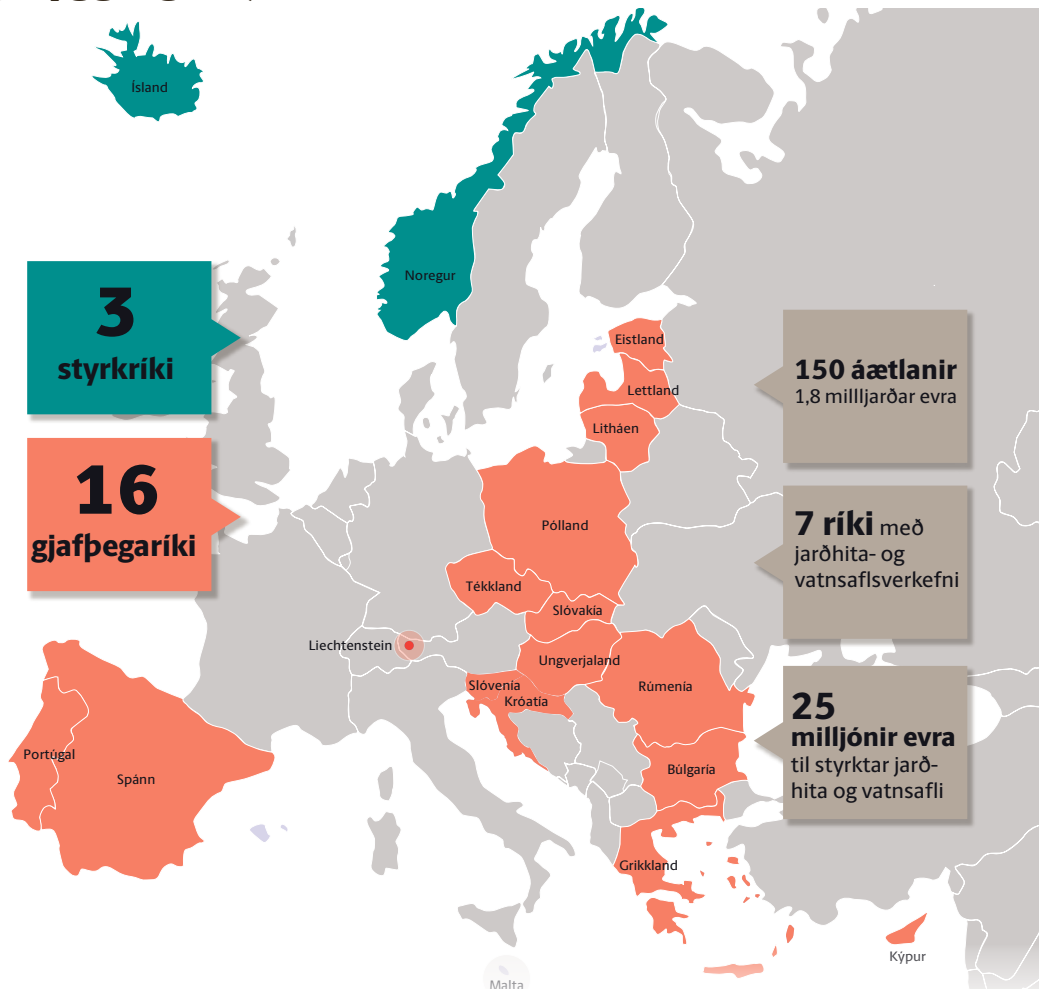 Ísland
Noregur
3
styrkríki
16
gjafþegaríki
Eistland
Lettland
Litháen
Pólland
Tékkland
Slóvakía
Liechtenstein
Ungverjaland
Slóvenía
Króatía
Rúmenía
Búlgaría
Portúgal
Spánn
Grikkland
Kýpur
Malta
150 áætlanir
1,8 millljarðar evra
7 ríki með
jarðhita- og
vatnsaflsverkefni
25
milljónir evra
til styrktar jarð-
hita og vatnsafli